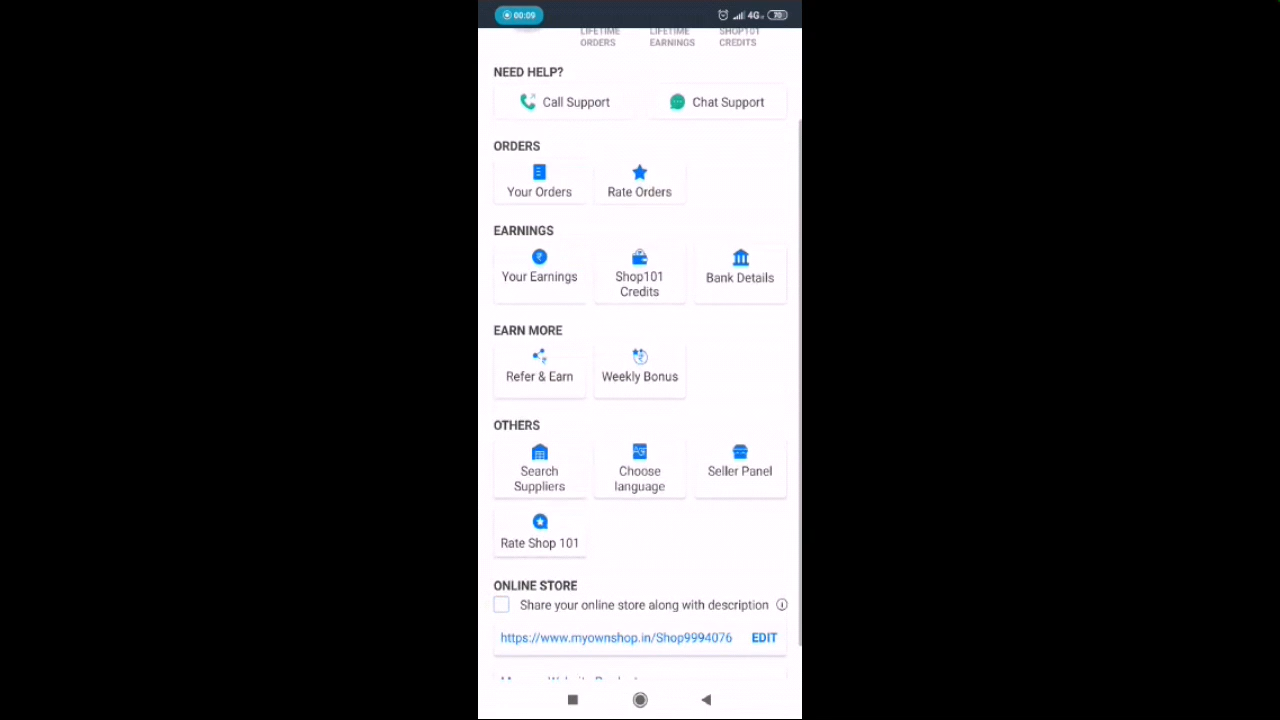 00:09 4G 70
LIFETIME LIFETIME SHOP101
ORDERS EARNINGS CREDITS
NEED HELP?
Call Support Chat Support
ORDERS
Your Orders Rate Orders
EARNINGS
Your Earnings Shop101 Bank Details
Credits
EARN MORE
Refer & Earn Weekly Bonus
OTHERS
Search Choose Seller Panel
Suppliers language
Rate Shop 101
ONLINE STORE
Share your online store along with description
https://www.myownshop.in/Shop9994076 EDIT